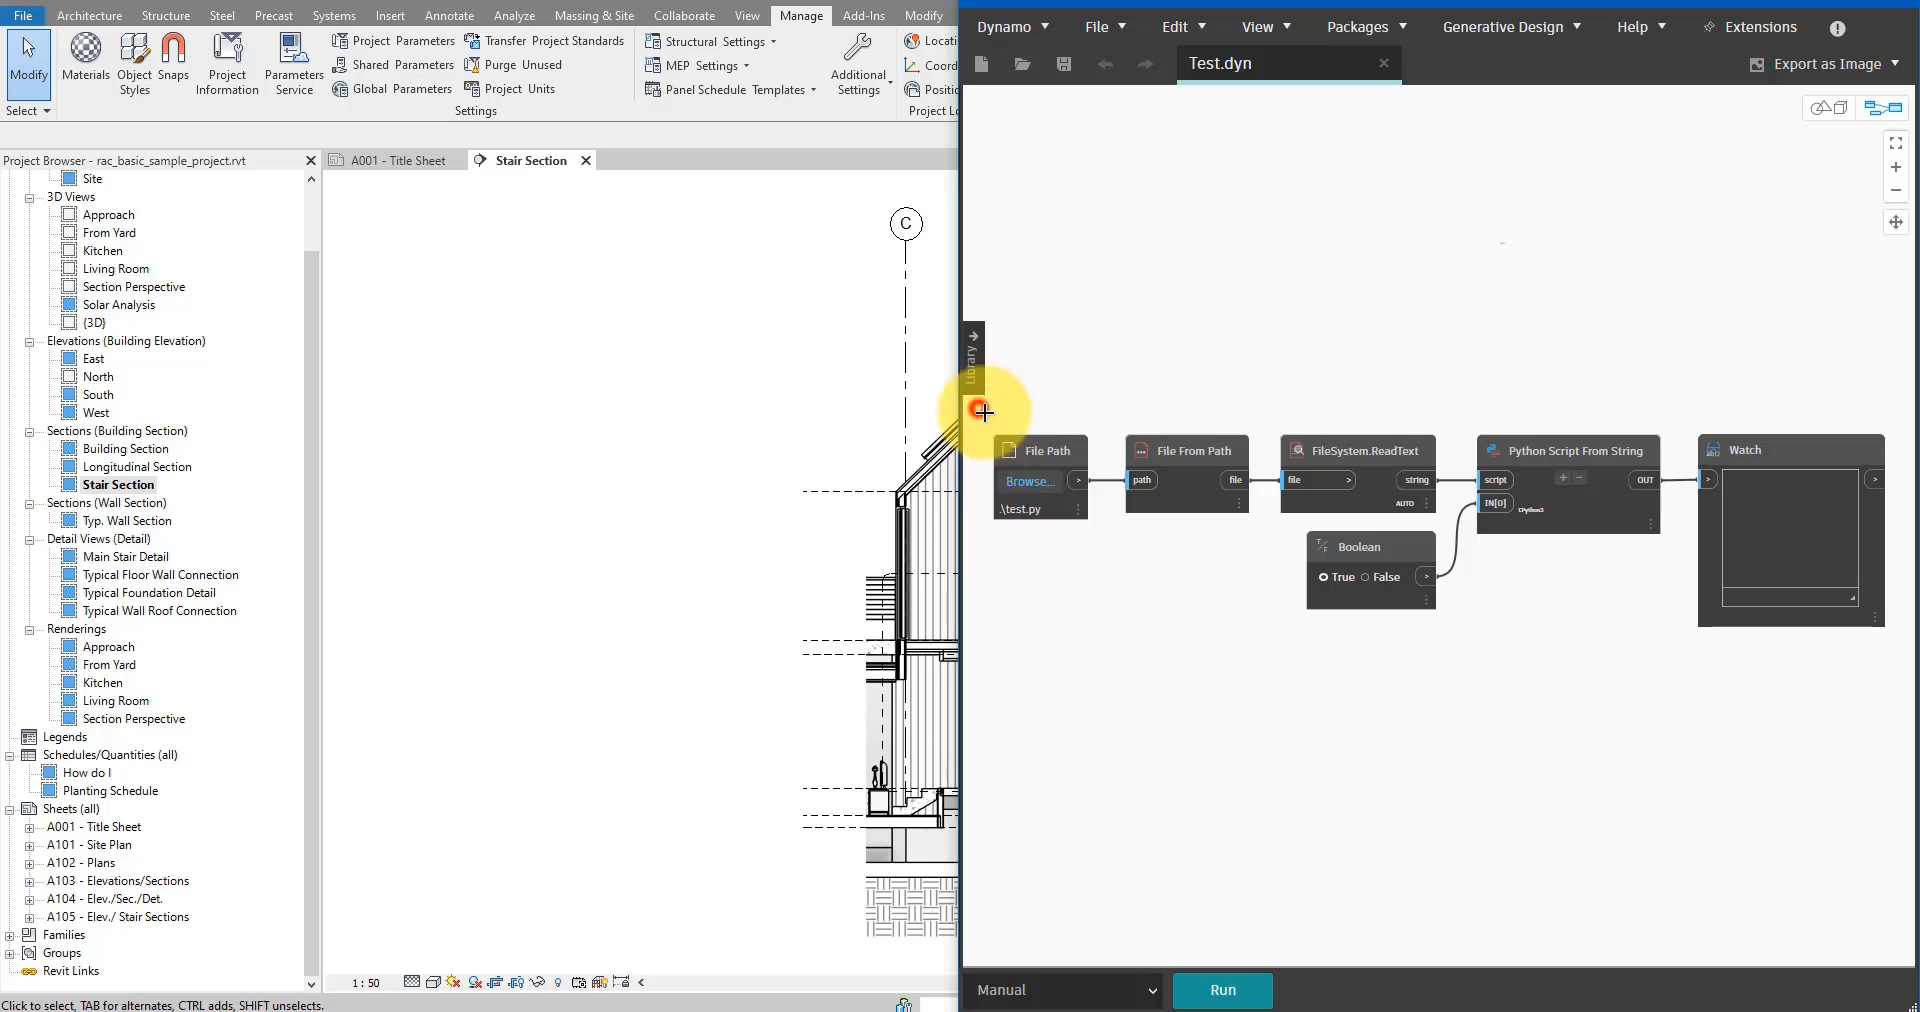 File Architecture Structure Steel Precast Systems Insert Annotate Analyze Massing & Site Collaborate View Manage Add-Ins Modify
Modify
Materials
Object Styles
Snaps
Project Information
Parameters Service
Project Parameters
Shared Parameters
Global Parameters
Transfer Project Standards
Purge Unused
Project Units
Structural Settings
MEP Settings
Panel Schedule Templates
Additional Settings
Locati
Coord
Positio
Select
Settings
Project Lo
Project Browser - rac_basic_sample_project.rvt
A001 - Title Sheet
Stair Section
Site
3D Views
Approach
From Yard
Kitchen
Living Room
Section Perspective
Solar Analysis
{3D}
Elevations (Building Elevation)
East
North
South
West
Sections (Building Section)
Building Section
Longitudinal Section
Stair Section
Sections (Wall Section)
Typ. Wall Section
Detail Views (Detail)
Main Stair Detail
Typical Floor Wall Connection
Typical Foundation Detail
Typical Wall Roof Connection
Renderings
Approach
From Yard
Kitchen
Living Room
Section Perspective
Legends
Schedules/Quantities (all)
How do I
Planting Schedule
Sheets (all)
A001 - Title Sheet
A101 - Site Plan
A102 - Plans
A103 - Elevations/Sections
A104 - Elev./Sec./Det.
A105 - Elev./ Stair Sections
Families
Groups
Revit Links
C
1 : 50
Click to select, TAB for alternates, CTRL adds, SHIFT unselects.
Dynamo File Edit View Packages Generative Design Help Extensions
Test.dyn
Export as Image
Library
File Path
Browse...
>
.\test.py
File From Path
path file
FileSystem.ReadText
file > string
AUTO
Boolean
True False >
Python Script From String
script + − OUT
IN[0] CPython3
Watch
> >
Manual
Run